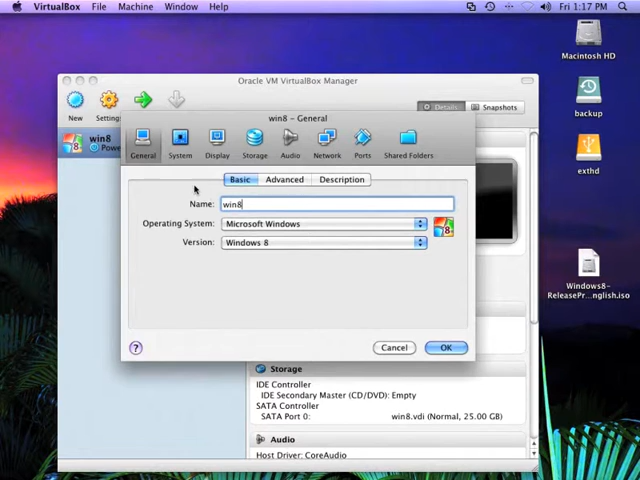 VirtualBox File Machine Window Help
Fri 1:17 PM
Macintosh HD
backup
exthd
Windows8-
ReleasePr...nglish.iso
Oracle VM VirtualBox Manager
New
Details
Snapshots
win8
win8 – General
General System Display Storage Audio Network Ports Shared Folders
Basic Advanced Description
Name: win8
Operating System: Microsoft Windows
Version: Windows 8
8
? Cancel OK
Storage
IDE Controller
IDE Secondary Master (CD/DVD): Empty
SATA Controller
SATA Port 0: win8.vdi (Normal, 25.00 GB)
Audio
Host Driver: CoreAudio